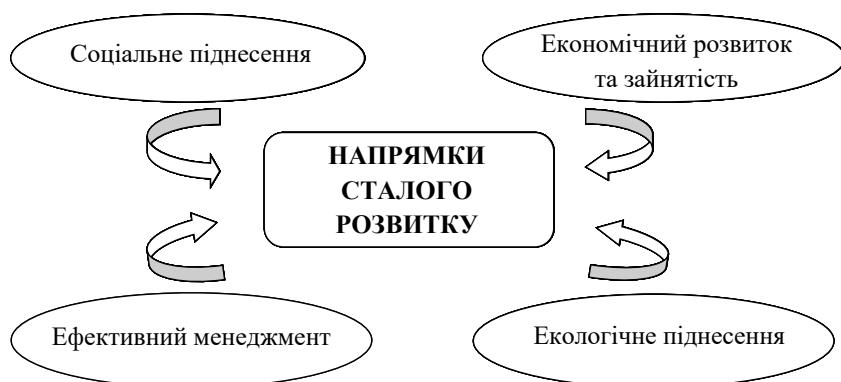 Соціальне піднесення
Економічний розвиток
та зайнятість
НАПРЯМКИ
СТАЛОГО
РОЗВИТКУ
Ефективний менеджмент
Екологічне піднесення